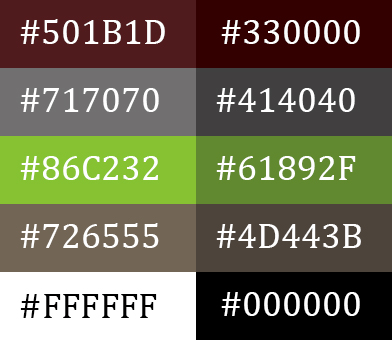 #501B1D #330000
#717070 #414040
#86C232 #61892F
#726555 #4D443B
#FFFFFF #000000